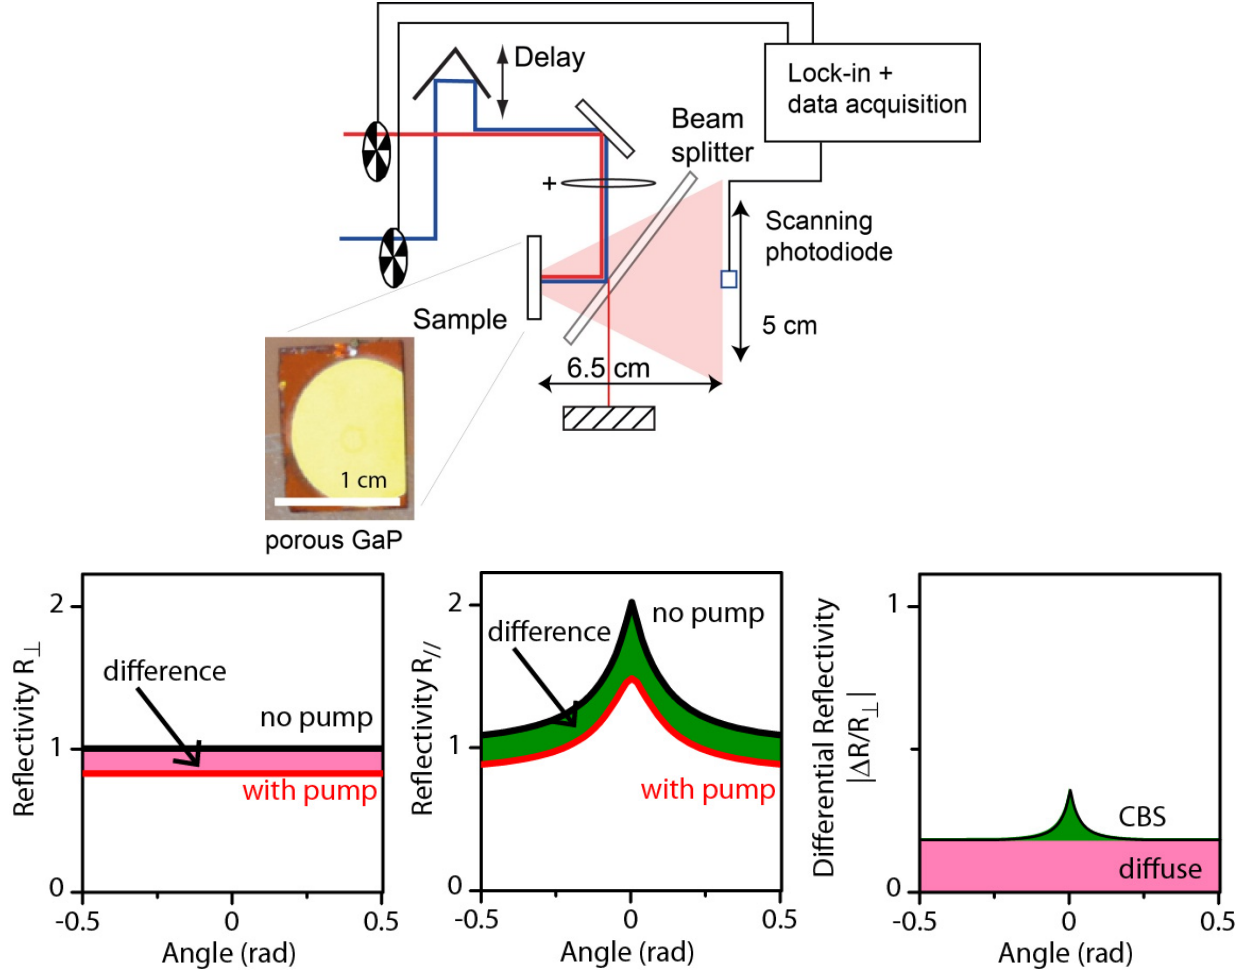 Delay
Lock-in +
data acquisition
Beam
splitter
+
Scanning
photodiode
Sample
5 cm
6.5 cm
1 cm
porous GaP
Reflectivity R⊥
2
1
0
difference
no pump
with pump
-0.5
0
0.5
Angle (rad)
Reflectivity R//
2
1
0
difference
no pump
with pump
-0.5
0
0.5
Angle (rad)
Differential Reflectivity
|ΔR/R⊥|
1
0
CBS
diffuse
-0.5
0
0.5
Angle (rad)